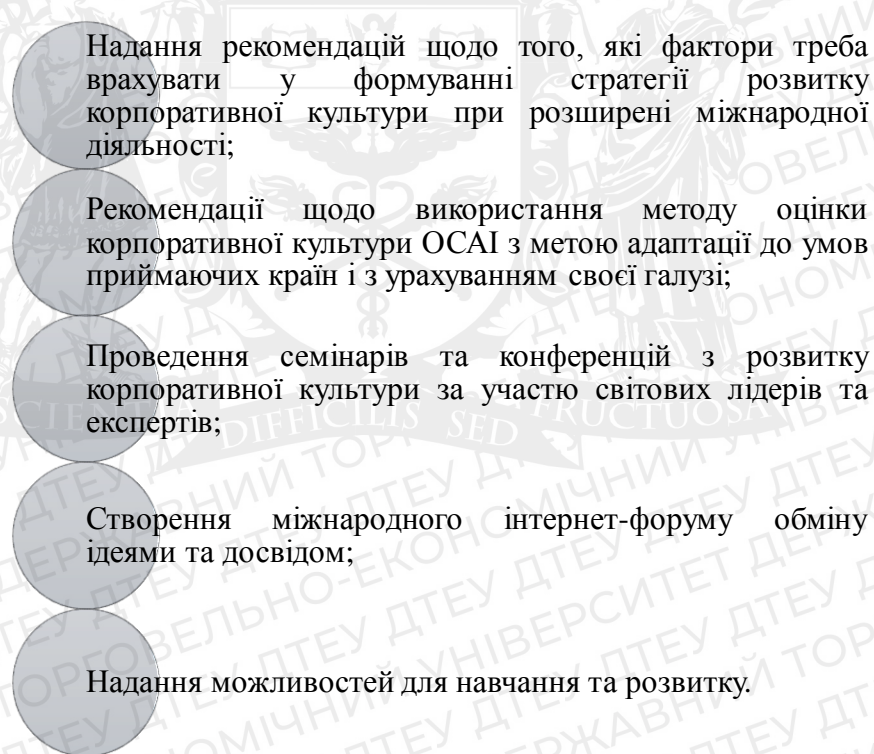 Надання рекомендацій щодо того, які фактори треба
врахувати у формуванні стратегії розвитку
корпоративної культури при розширені міжнародної
діяльності;
Рекомендації щодо використання методу оцінки
корпоративної культури OCAI з метою адаптації до умов
приймаючих країн і з урахуванням своєї галузі;
Проведення семінарів та конференцій з розвитку
корпоративної культури за участю світових лідерів та
експертів;
Створення міжнародного інтернет-форуму обміну
ідеями та досвідом;
Надання можливостей для навчання та розвитку.